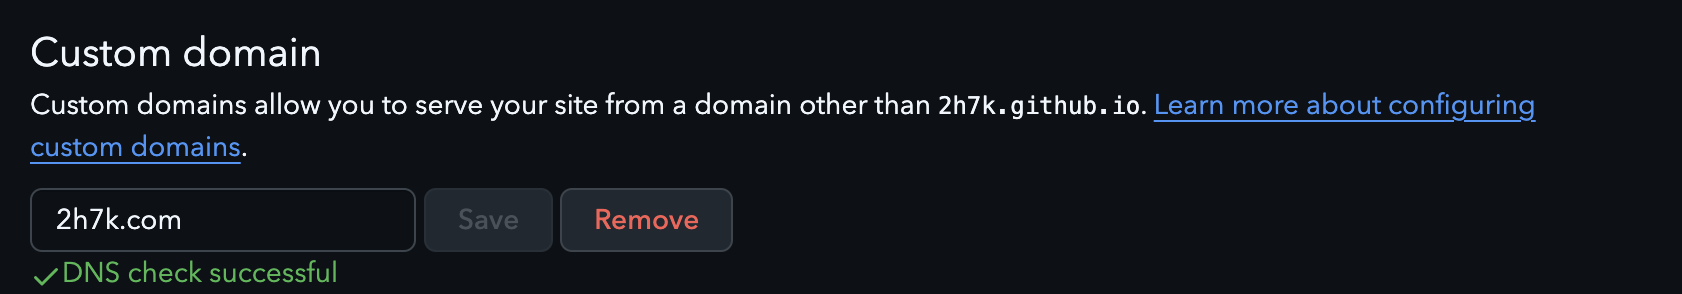 Custom domain
Custom domains allow you to serve your site from a domain other than 2h7k.github.io. Learn more about configuring
custom domains.
2h7k.com Save Remove
DNS check successful